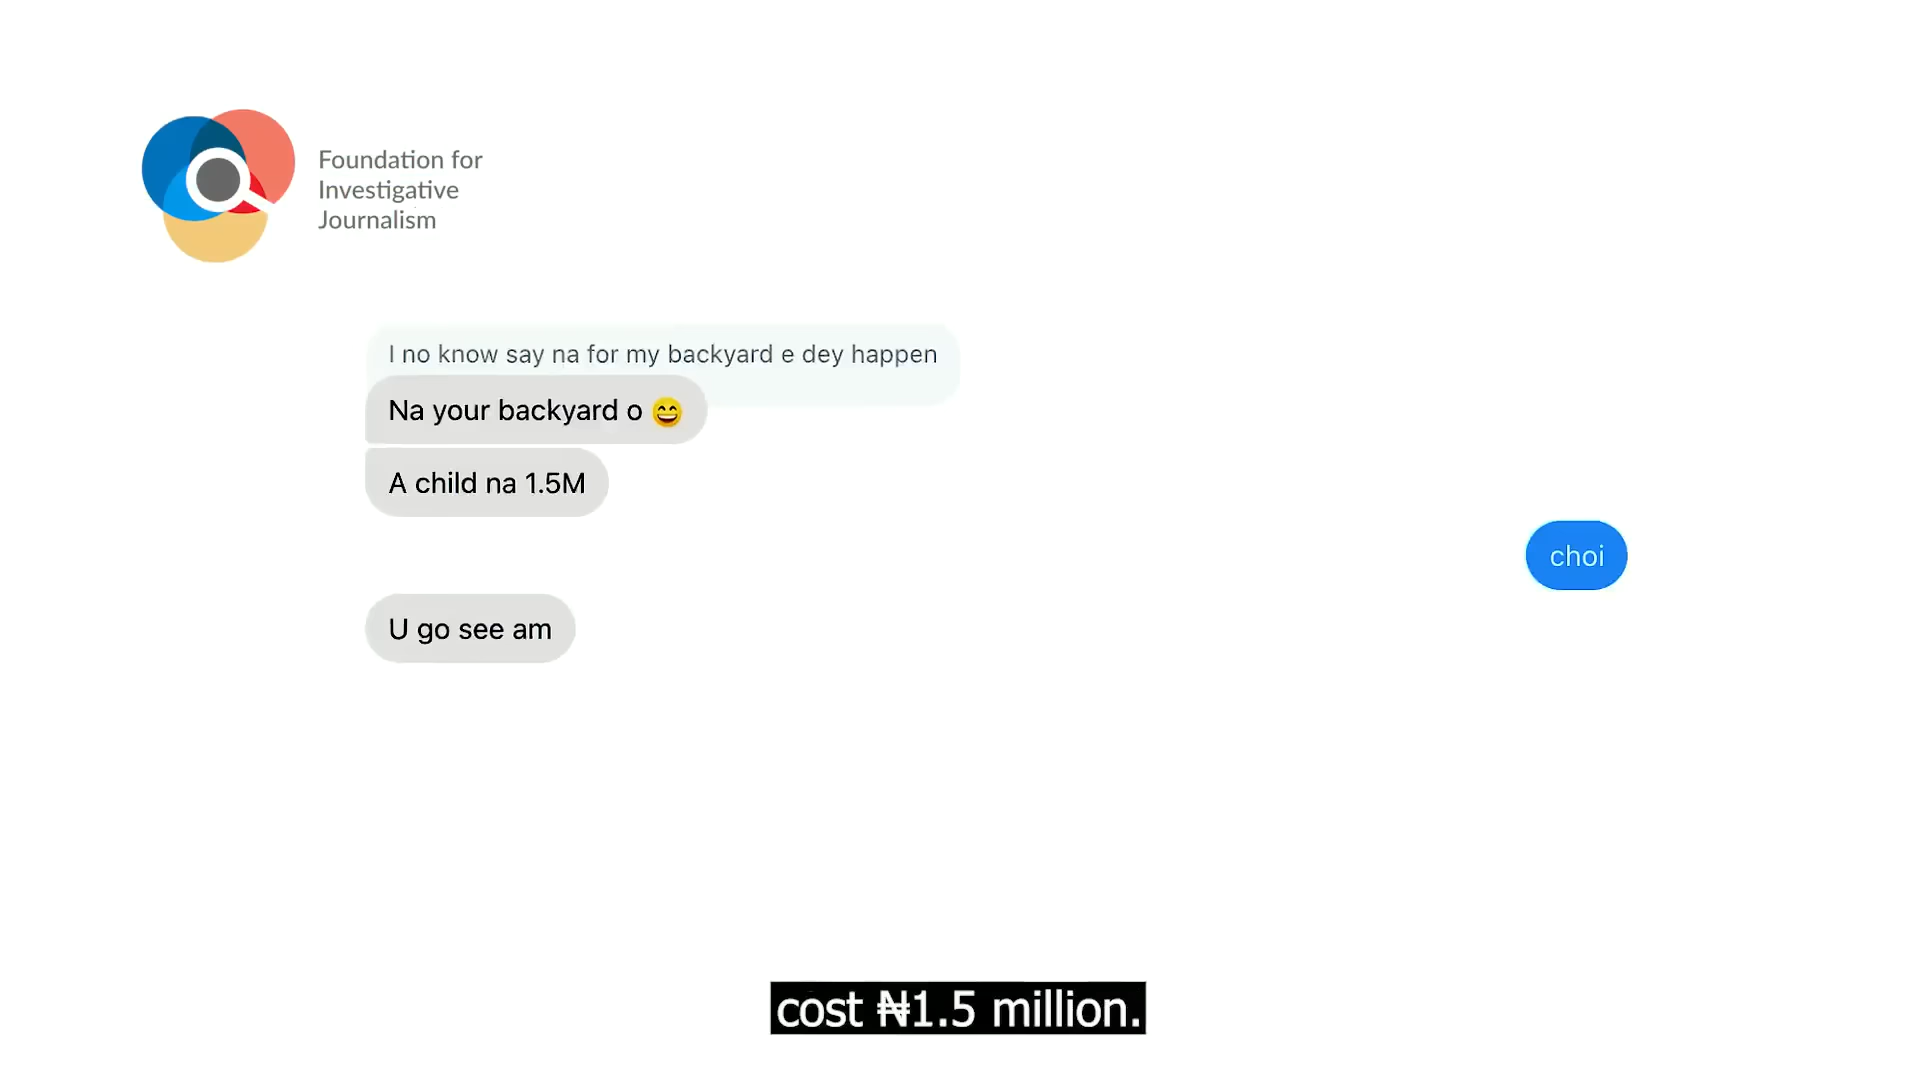 Foundation for
Investigative
Journalism
I no know say na for my backyard e dey happen
Na your backyard o 😄
A child na 1.5M
choi
U go see am
cost ₦1.5 million.